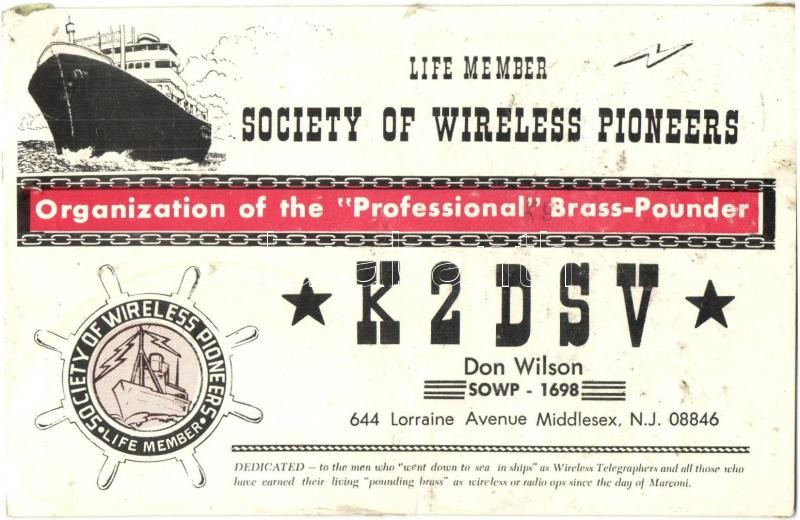 LIFE MEMBER
SOCIETY OF WIRELESS PIONEERS
Organization of the "Professional" Brass-Pounder
K2DSV
Don Wilson
SOWP - 1698
644 Lorraine Avenue Middlesex, N.J. 08846
SOCIETY OF WIRELESS PIONEERS
• LIFE MEMBER •
DEDICATED — to the men who "went down to sea in ships" as Wireless Telegraphers and all those who
have earned their living "pounding brass" as wireless or radio ops since the day of Marconi.